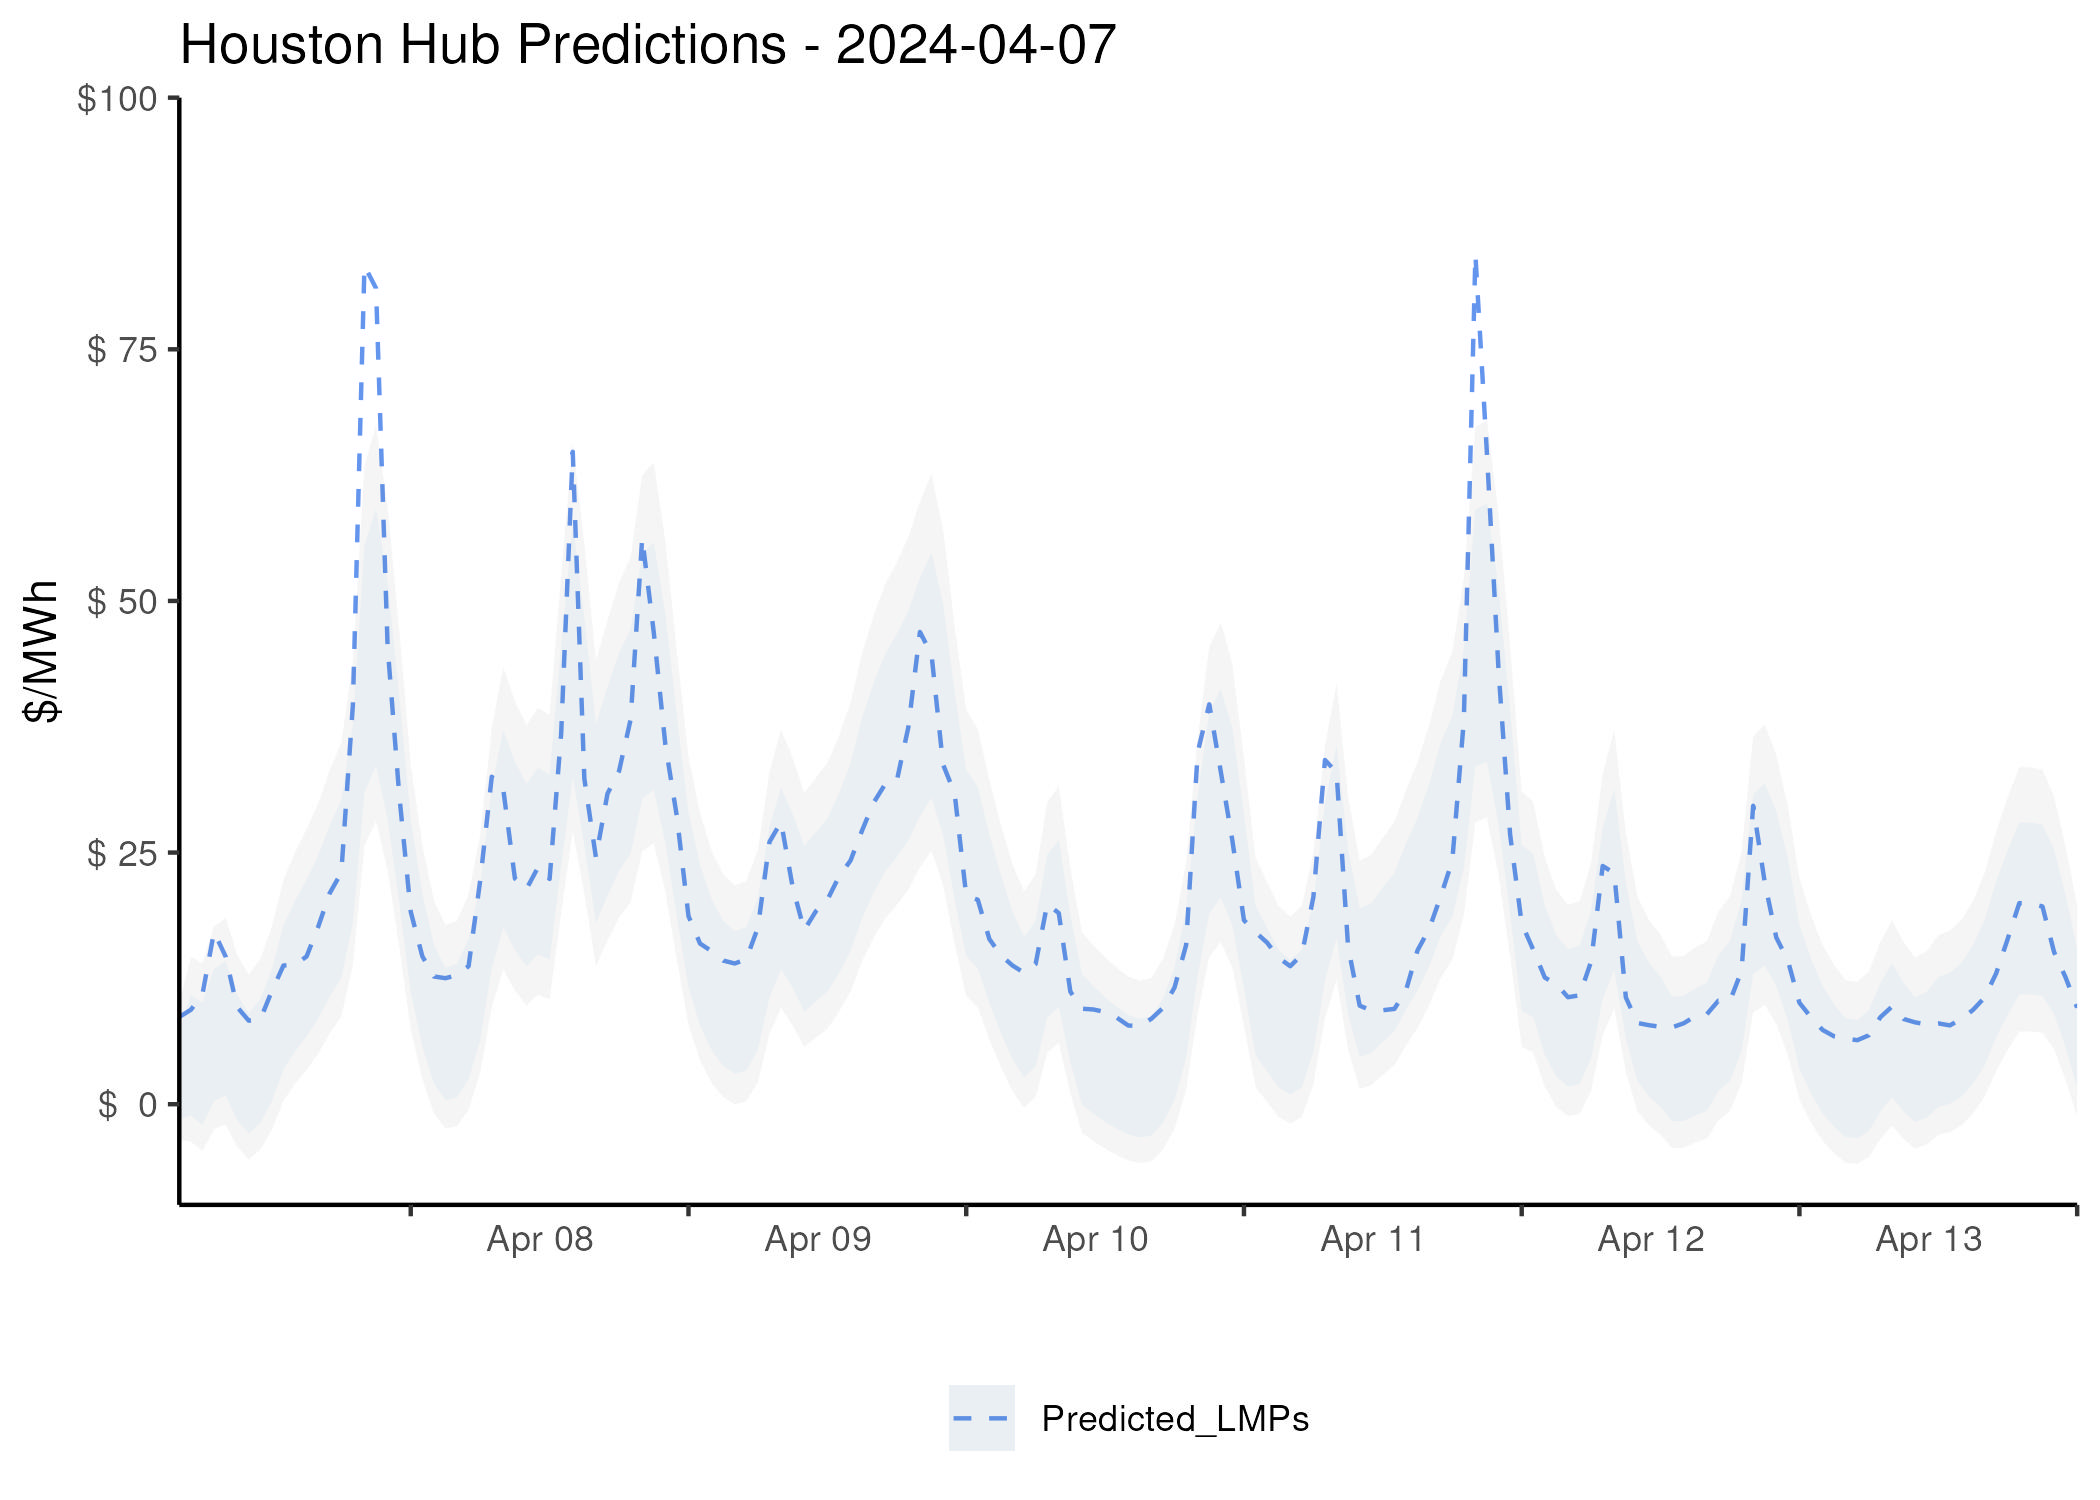 Houston Hub Predictions - 2024-04-07
$100
$ 75
$ 50
$ 25
$ 0
$/MWh
Apr 08 Apr 09 Apr 10 Apr 11 Apr 12 Apr 13
Predicted_LMPs